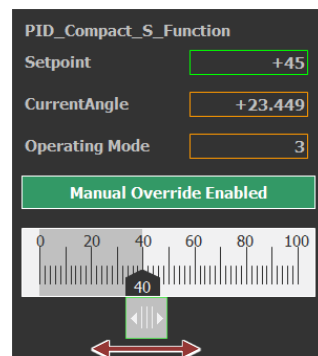 PID_Compact_S_Function
Setpoint +45
CurrentAngle +23.449
Operating Mode 3
Manual Override Enabled
0 20 40 60 80 100
40